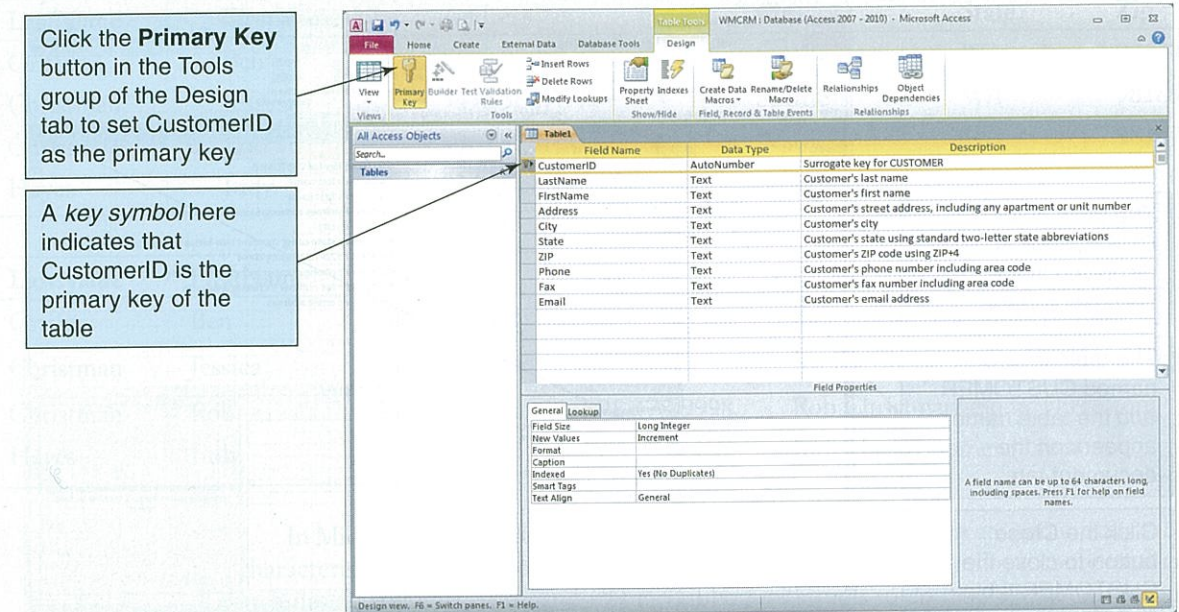 Click the Primary Key
button in the Tools
group of the Design
tab to set CustomerID
as the primary key
A key symbol here
indicates that
CustomerID is the
primary key of the
table
Table Tools WMCRM : Database (Access 2007 - 2010) - Microsoft Access
File Home Create External Data Database Tools Design
View
Primary Key
Builder
Test Validation Rules
Insert Rows
Delete Rows
Modify Lookups
Property Sheet
Indexes
Create Data Macros
Rename/Delete Macro
Relationships
Object Dependencies
Views Tools Show/Hide Field, Record & Table Events Relationships
All Access Objects
Search...
Tables
Table1
Field Name Data Type Description
CustomerID AutoNumber Surrogate key for CUSTOMER
LastName Text Customer's last name
FirstName Text Customer's first name
Address Text Customer's street address, including any apartment or unit number
City Text Customer's city
State Text Customer's state using standard two-letter state abbreviations
ZIP Text Customer's ZIP code using ZIP+4
Phone Text Customer's phone number including area code
Fax Text Customer's fax number including area code
Email Text Customer's email address
Field Properties
General Lookup
Field Size Long Integer
New Values Increment
Format
Caption
Indexed Yes (No Duplicates)
Smart Tags
Text Align General
A field name can be up to 64 characters long,
including spaces. Press F1 for help on field
names.
Design view. F6 = Switch panes. F1 = Help.